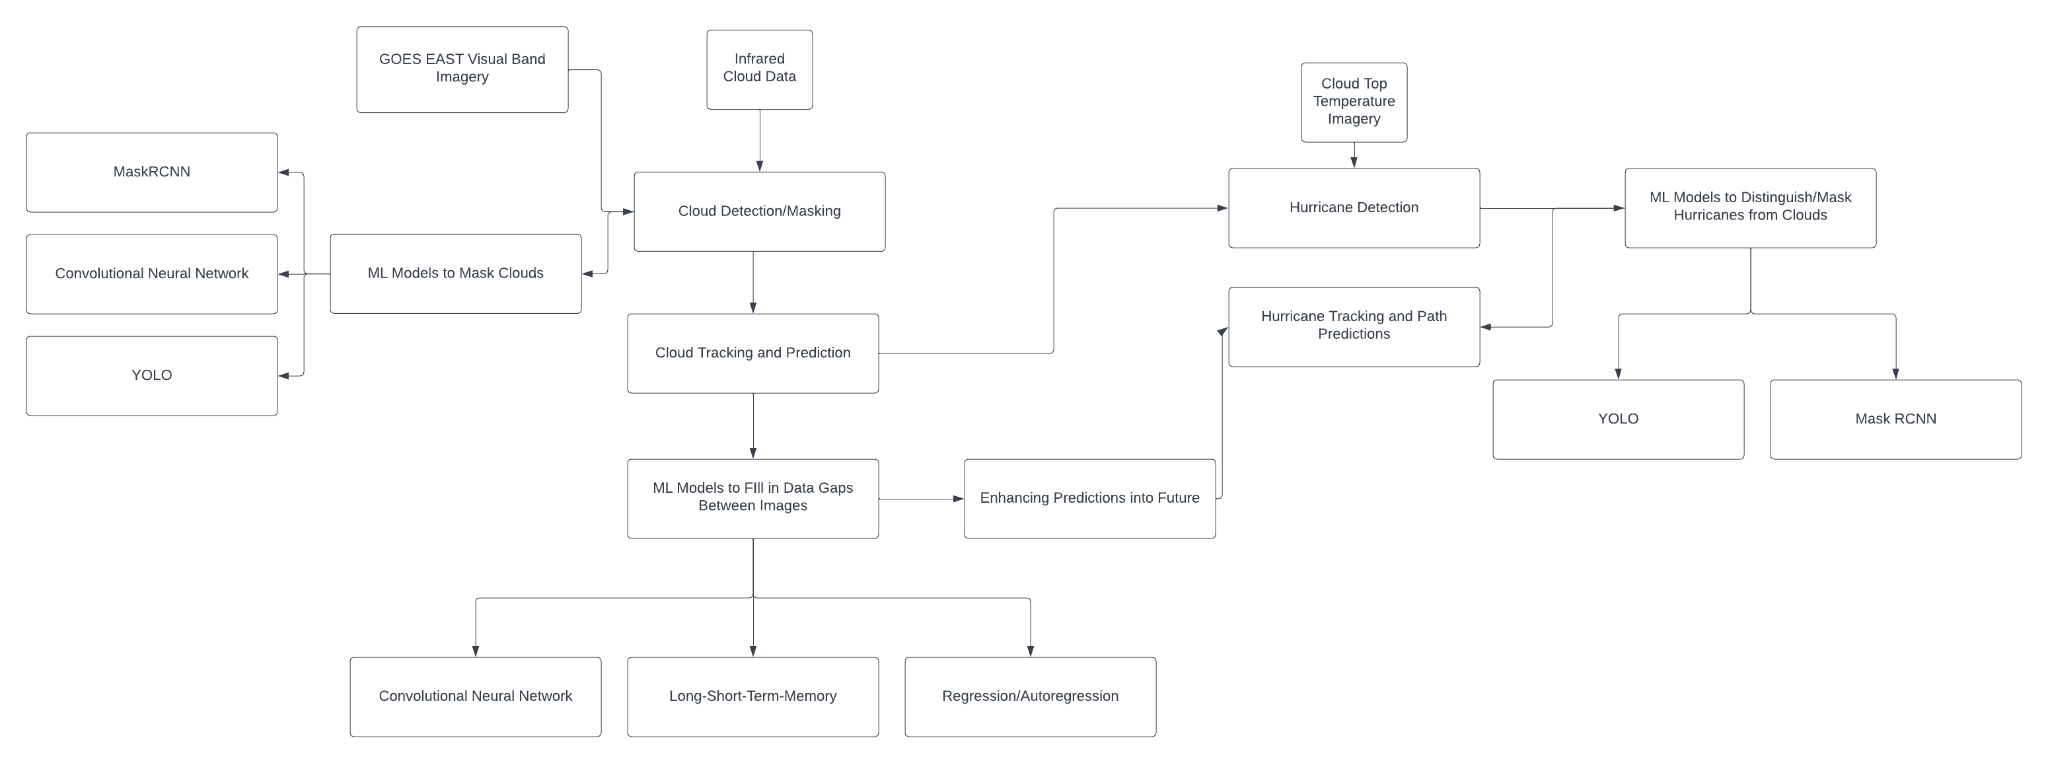 GOES EAST Visual Band
Imagery
Infrared
Cloud Data
Cloud Top
Temperature
Imagery
MaskRCNN
Cloud Detection/Masking
Hurricane Detection
ML Models to Distinguish/Mask
Hurricanes from Clouds
Convolutional Neural Network
ML Models to Mask Clouds
Hurricane Tracking and Path
Predictions
YOLO
Cloud Tracking and Prediction
YOLO
Mask RCNN
ML Models to FIll in Data Gaps
Between Images
Enhancing Predictions into Future
Convolutional Neural Network
Long-Short-Term-Memory
Regression/Autoregression